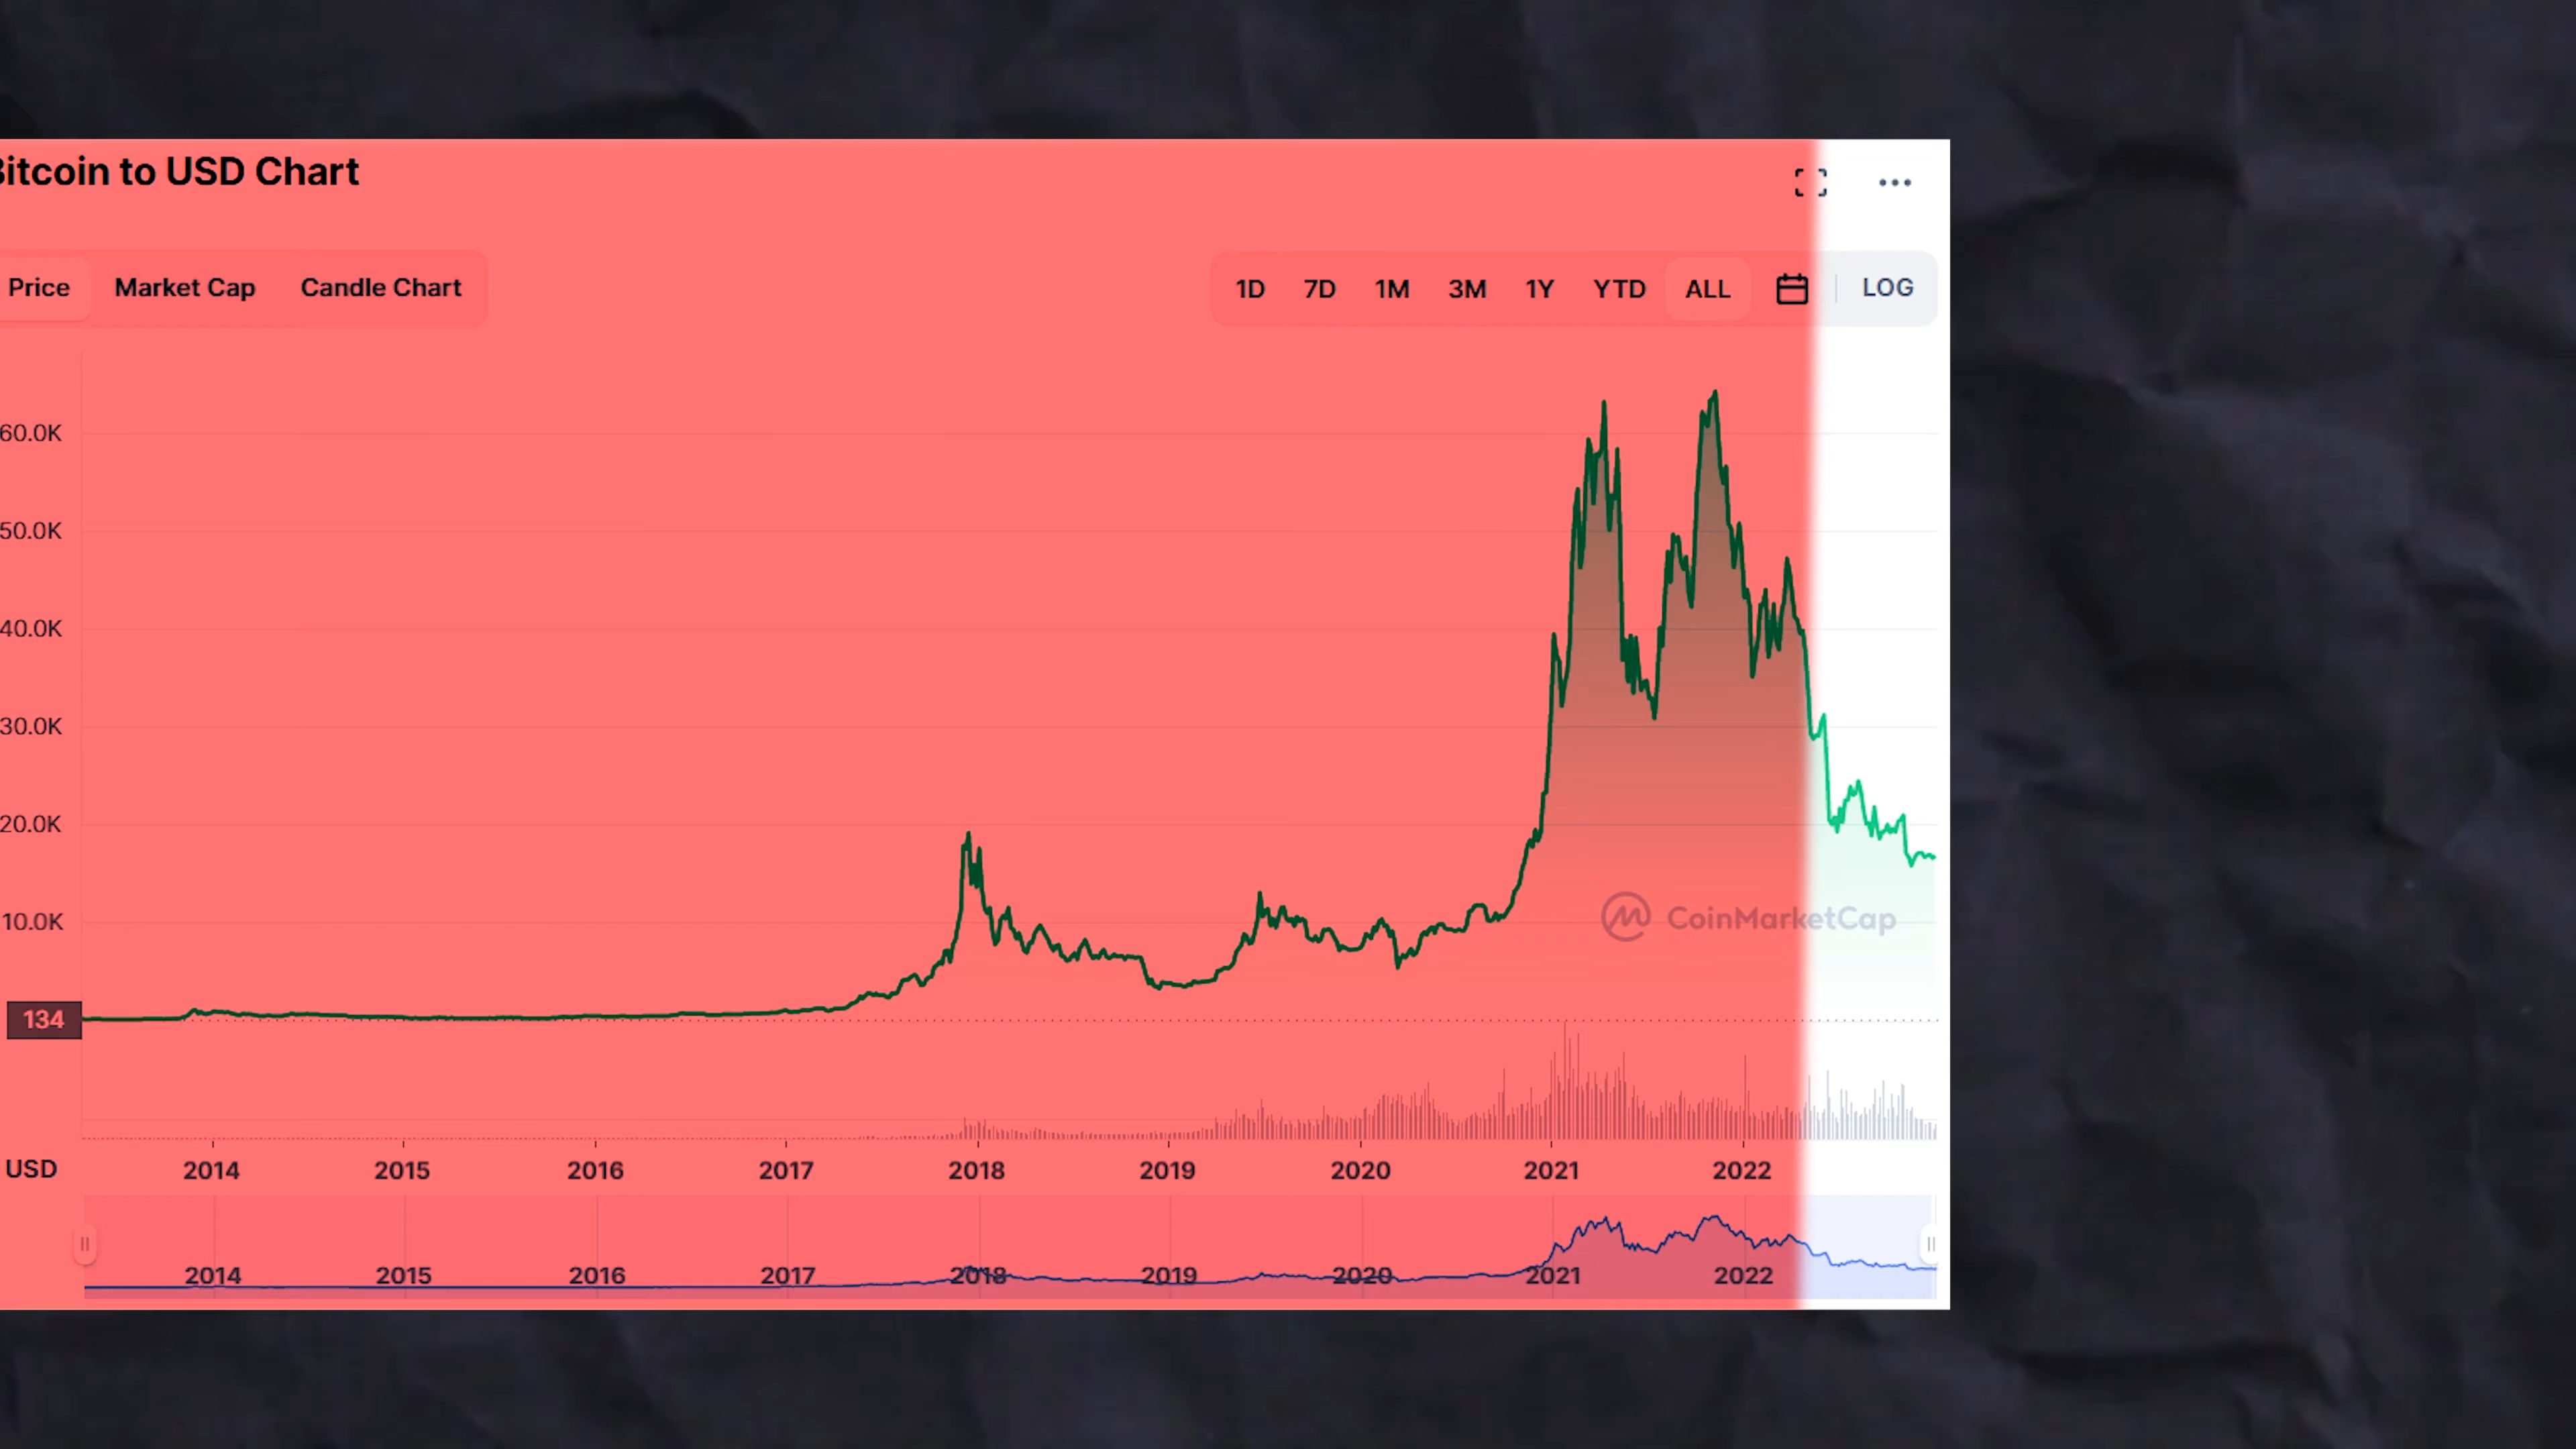 Bitcoin to USD Chart
Price Market Cap Candle Chart 1D 7D 1M 3M 1Y YTD ALL LOG
60.0K
50.0K
40.0K
30.0K
20.0K
10.0K
CoinMarketCap
134
USD 2014 2015 2016 2017 2018 2019 2020 2021 2022
2014 2015 2016 2017 2018 2019 2020 2021 2022